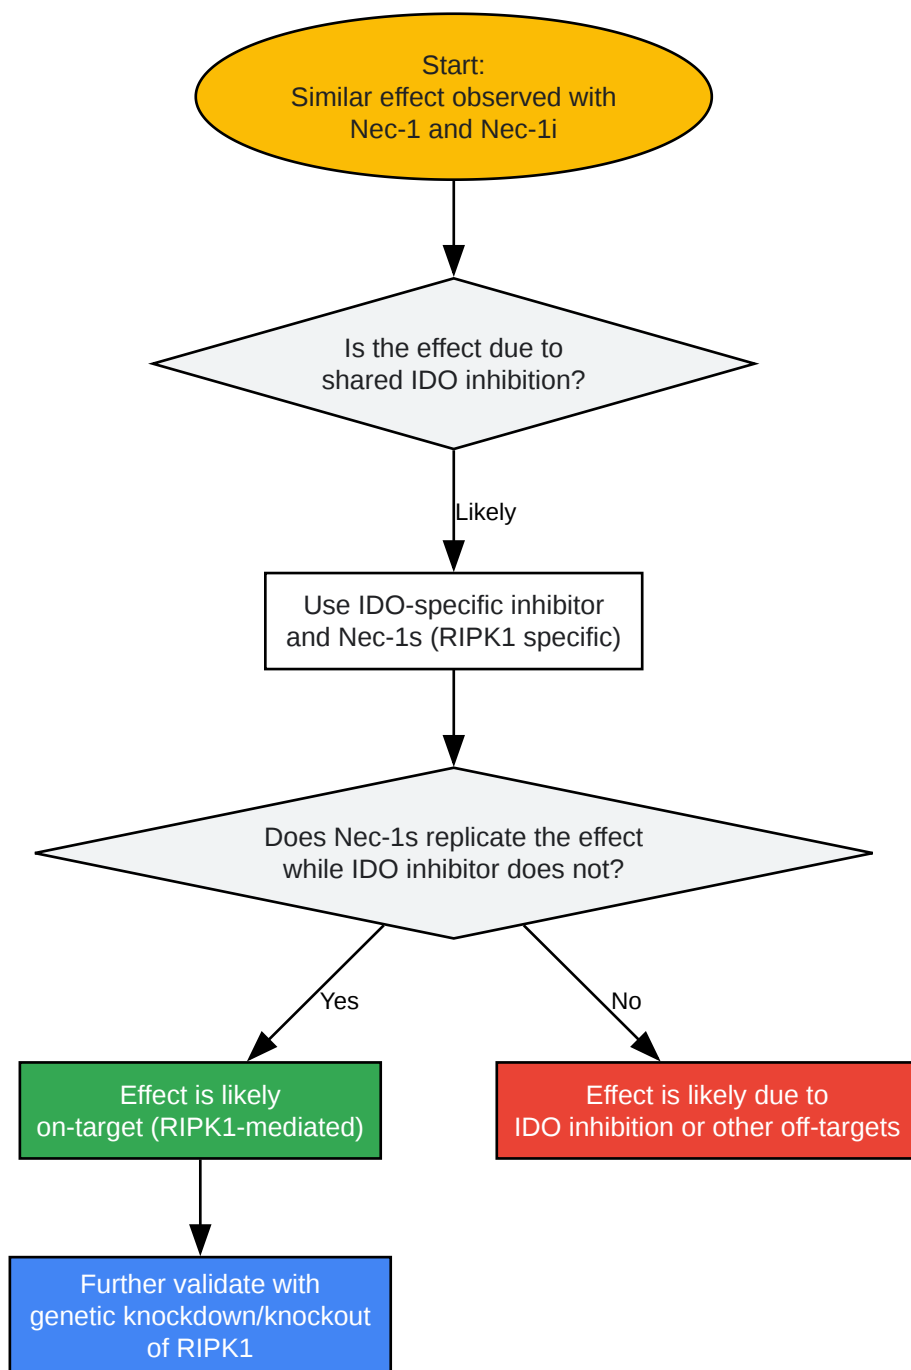 Start:
Similar effect observed with
Nec-1 and Nec-1i
Is the effect due to
shared IDO inhibition?
Likely
Use IDO-specific inhibitor
and Nec-1s (RIPK1 specific)
Does Nec-1s replicate the effect
while IDO inhibitor does not?
Yes
No
Effect is likely
on-target (RIPK1-mediated)
Effect is likely due to
IDO inhibition or other off-targets
Further validate with
genetic knockdown/knockout
of RIPK1